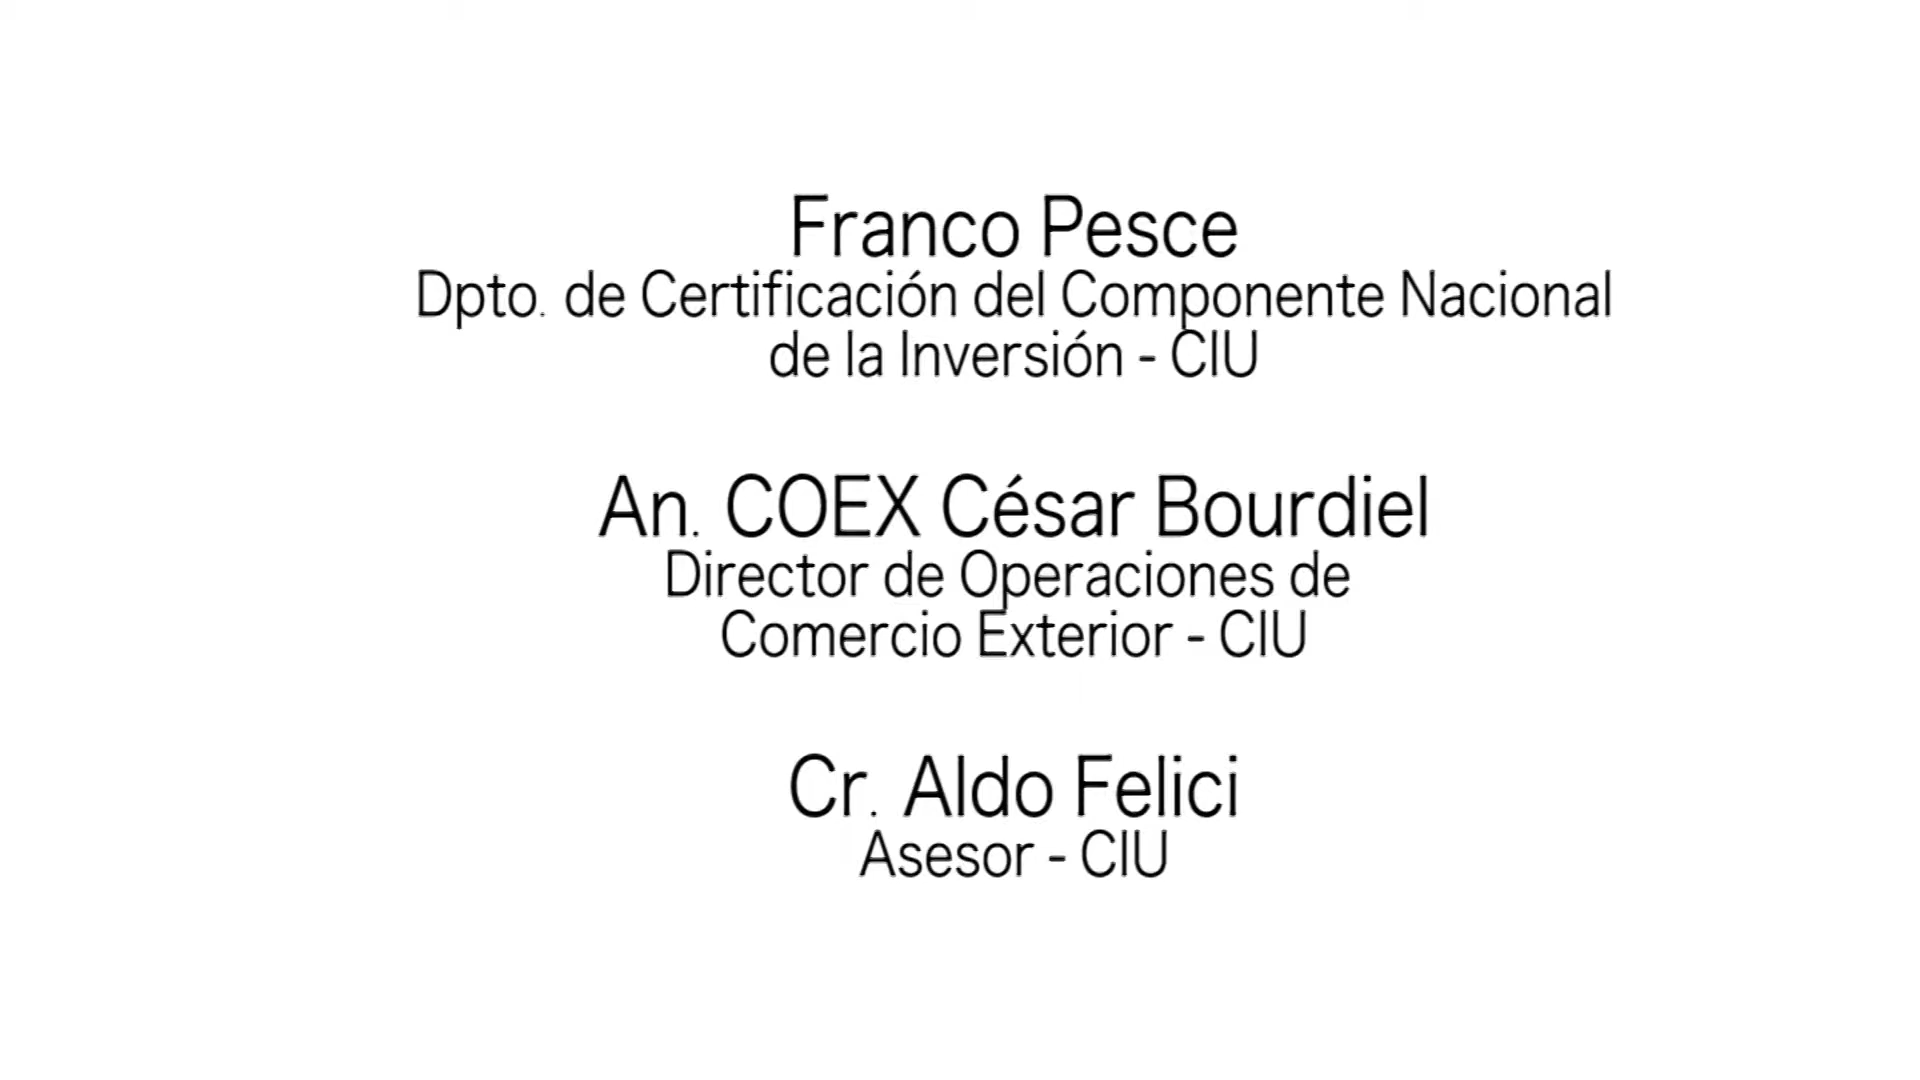 Franco Pesce
Dpto. de Certificación del Componente Nacional
de la Inversión - CIU
An. COEX César Bourdiel
Director de Operaciones de
Comercio Exterior - CIU
Cr. Aldo Felici
Asesor - CIU